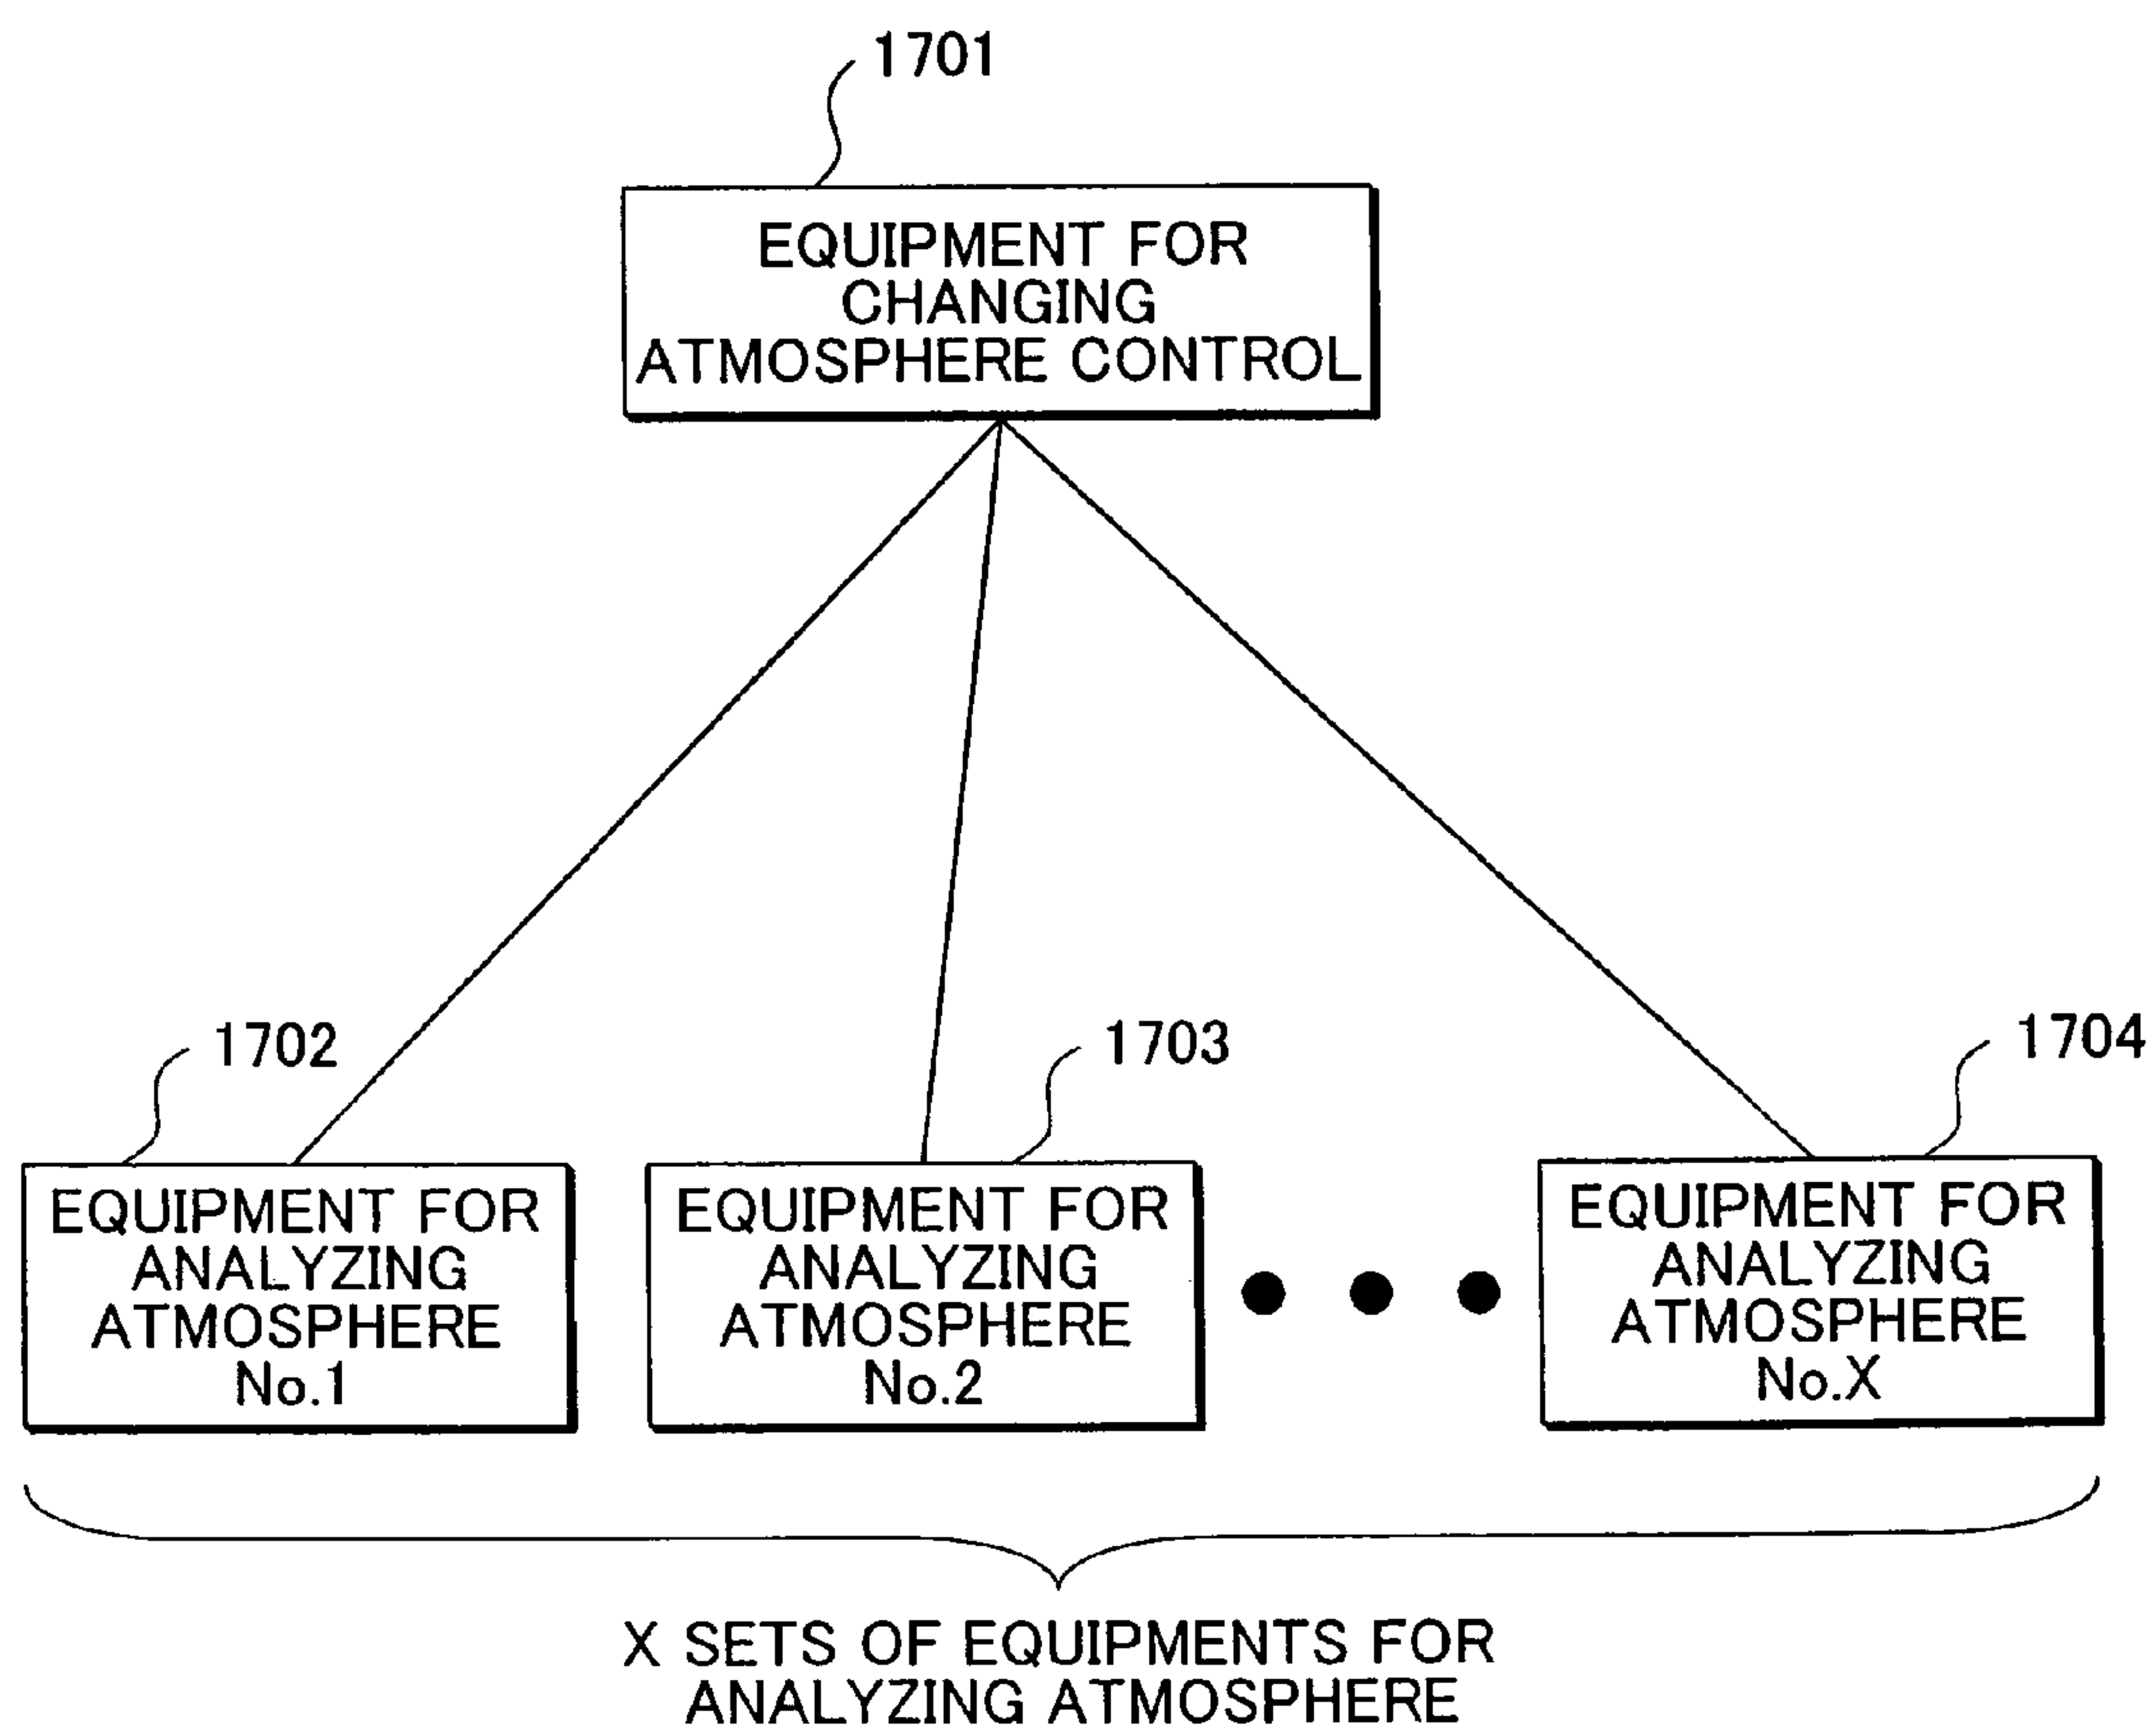 1701
EQUIPMENT FOR
CHANGING
ATMOSPHERE CONTROL
1702
1703
1704
EQUIPMENT FOR
ANALYZING
ATMOSPHERE
No.1
EQUIPMENT FOR
ANALYZING
ATMOSPHERE
No.2
EQUIPMENT FOR
ANALYZING
ATMOSPHERE
No.X
X SETS OF EQUIPMENTS FOR
ANALYZING ATMOSPHERE